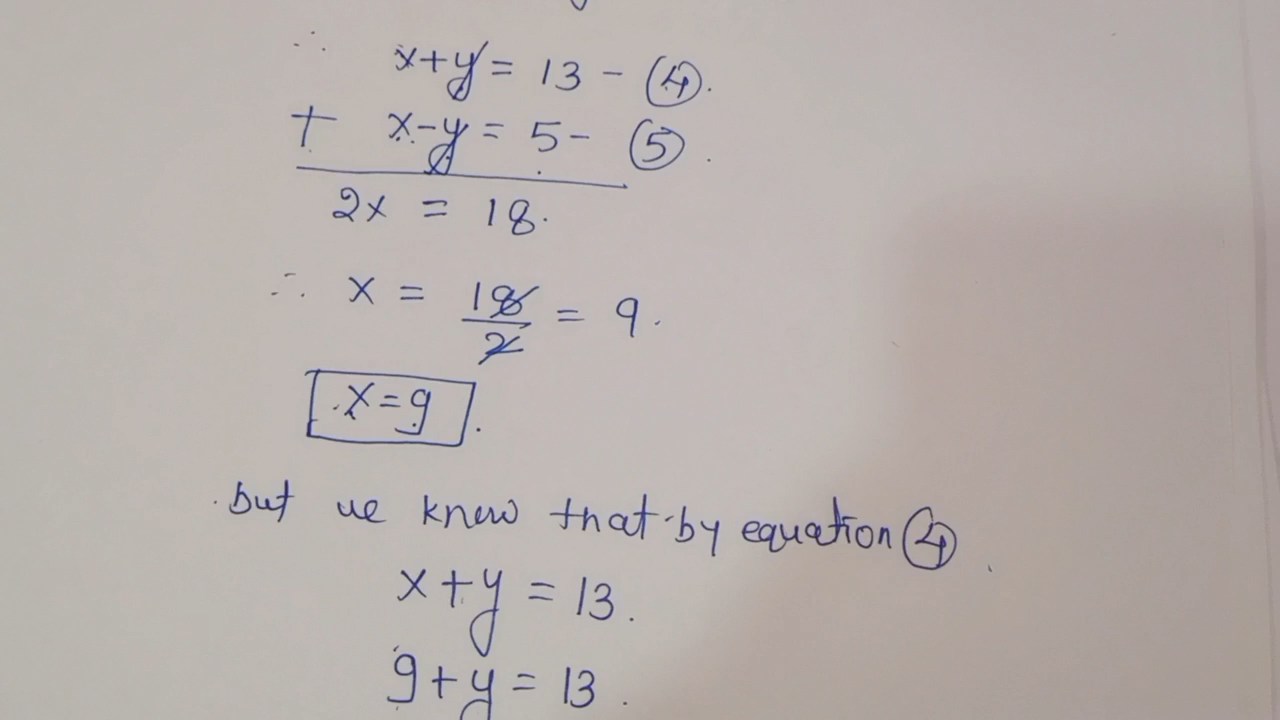 ∴ x+y = 13 - ④.
+ x-y = 5 - ⑤.
2x = 18.
∴ x = 18/2 = 9.
x=9.
but we know that by equation ④.
x+y = 13.
9+y = 13.